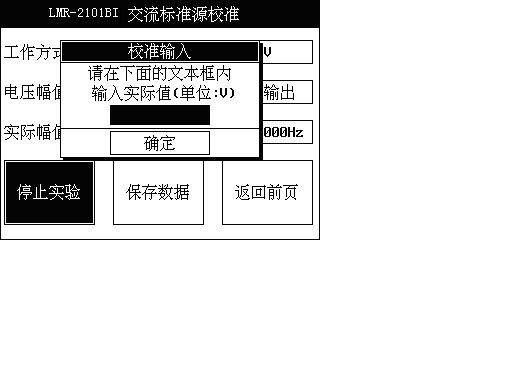 LMR-2101BI 交流标准源校准
工作方式
V
校准输入
请在下面的文本框内
输入实际值(单位:V)
确定
电压幅值
输出
实际幅值
000Hz
停止实验
保存数据
返回前页